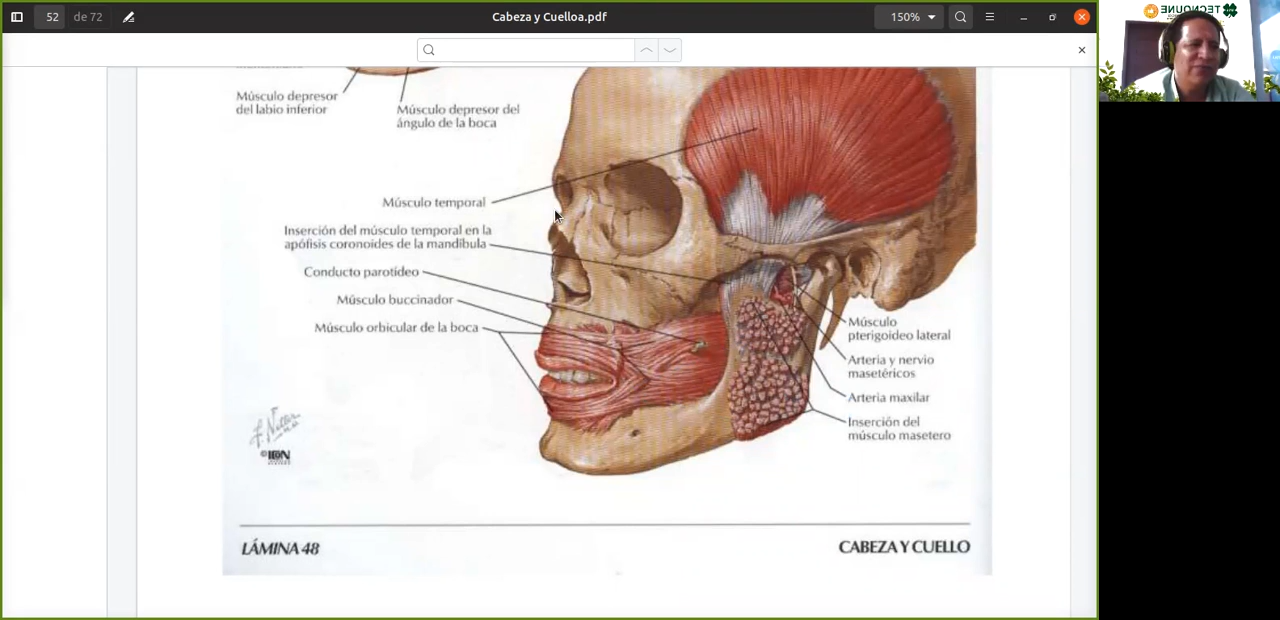 52 de 72
Cabeza y Cuelloa.pdf
150%
Músculo depresor
del labio inferior
Músculo depresor del
ángulo de la boca
Músculo temporal
Inserción del músculo temporal en la
apófisis coronoides de la mandíbula
Conducto parotídeo
Músculo buccinador
Músculo orbicular de la boca
Músculo
pterigoideo lateral
Arteria y nervio
masetéricos
Arteria maxilar
Inserción del
músculo masetero
F. Netter
©ICON
LÁMINA 48
CABEZA Y CUELLO
TECNOUNE